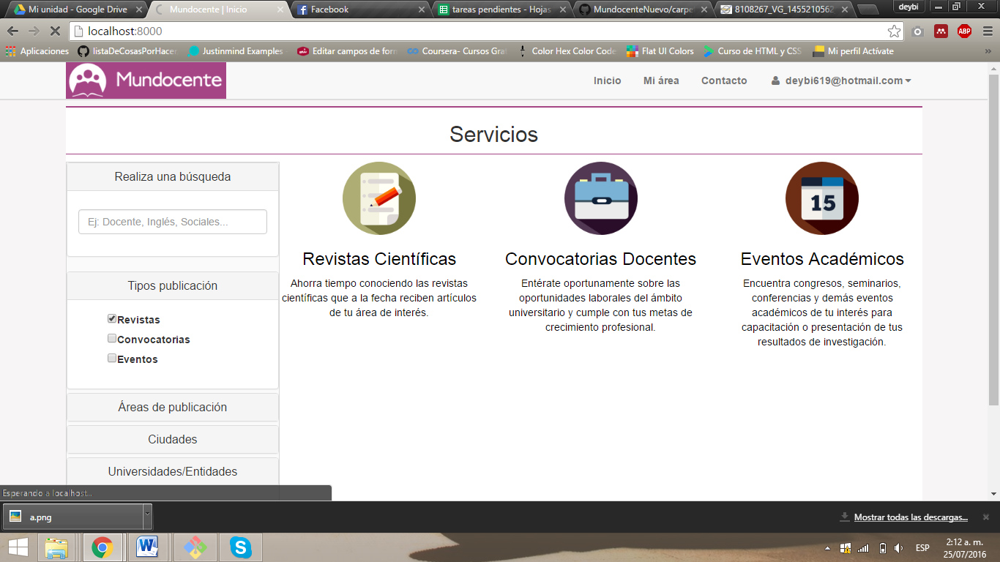 Mi unidad - Google Drive
Mundocente | Inicio
Facebook
tareas pendientes - Hojas
MundocenteNuevo/carpe
8108267_VG_1455210562
deybi
localhost:8000
ABP
Aplicaciones
listaDeCosasPorHacer
Justinmind Examples
Editar campos de form
Coursera- Cursos Grat
Color Hex Color Code
Flat UI Colors
Curso de HTML y CSS
Mi perfil Actívate
»
Mundocente
Inicio
Mi área
Contacto
deybi619@hotmail.com
Servicios
Realiza una búsqueda
Ej: Docente, Inglés, Sociales...
Tipos publicación
Revistas
Convocatorias
Eventos
Áreas de publicación
Ciudades
Universidades/Entidades
Revistas Científicas
Ahorra tiempo conociendo las revistas
científicas que a la fecha reciben artículos
de tu área de interés.
Convocatorias Docentes
Entérate oportunamente sobre las
oportunidades laborales del ámbito
universitario y cumple con tus metas de
crecimiento profesional.
15
Eventos Académicos
Encuentra congresos, seminarios,
conferencias y demás eventos
académicos de tu interés para
capacitación o presentación de tus
resultados de investigación.
Esperando a localhost...
a.png
Mostrar todas las descargas...
ESP
2:12 a. m.
25/07/2016